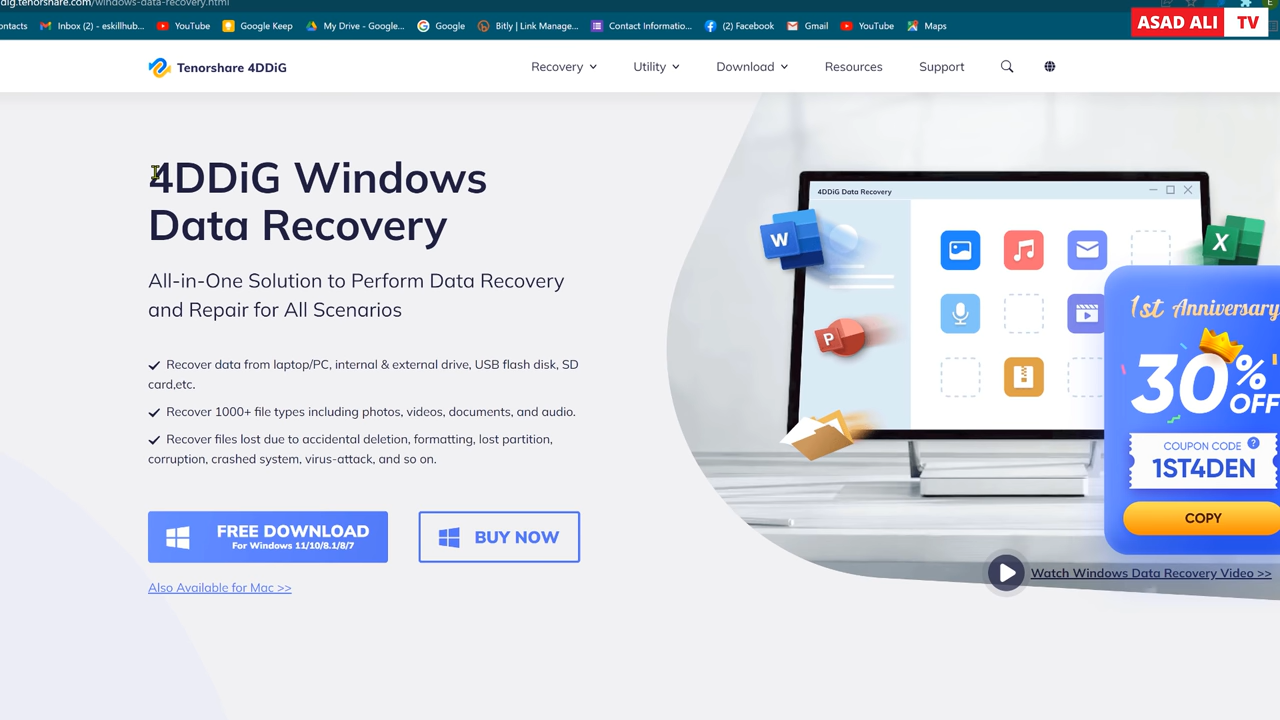 dig.tenorshare.com/windows-data-recovery.html
ontacts
Inbox (2) - eskillhub...
YouTube
Google Keep
My Drive - Google...
Google
Bitly | Link Manage...
Contact Informatio...
(2) Facebook
Gmail
YouTube
Maps
ASAD ALI TV
Tenorshare 4DDiG
Recovery
Utility
Download
Resources
Support
4DDiG Windows
Data Recovery
All-in-One Solution to Perform Data Recovery
and Repair for All Scenarios
Recover data from laptop/PC, internal & external drive, USB flash disk, SD
card,etc.
Recover 1000+ file types including photos, videos, documents, and audio.
Recover files lost due to accidental deletion, formatting, lost partition,
corruption, crashed system, virus-attack, and so on.
FREE DOWNLOAD
For Windows 11/10/8.1/8/7
BUY NOW
Also Available for Mac >>
4DDiG Data Recovery
W
X
P
1st Anniversary
30%
OFF
COUPON CODE ?
1ST4DEN
COPY
Watch Windows Data Recovery Video >>